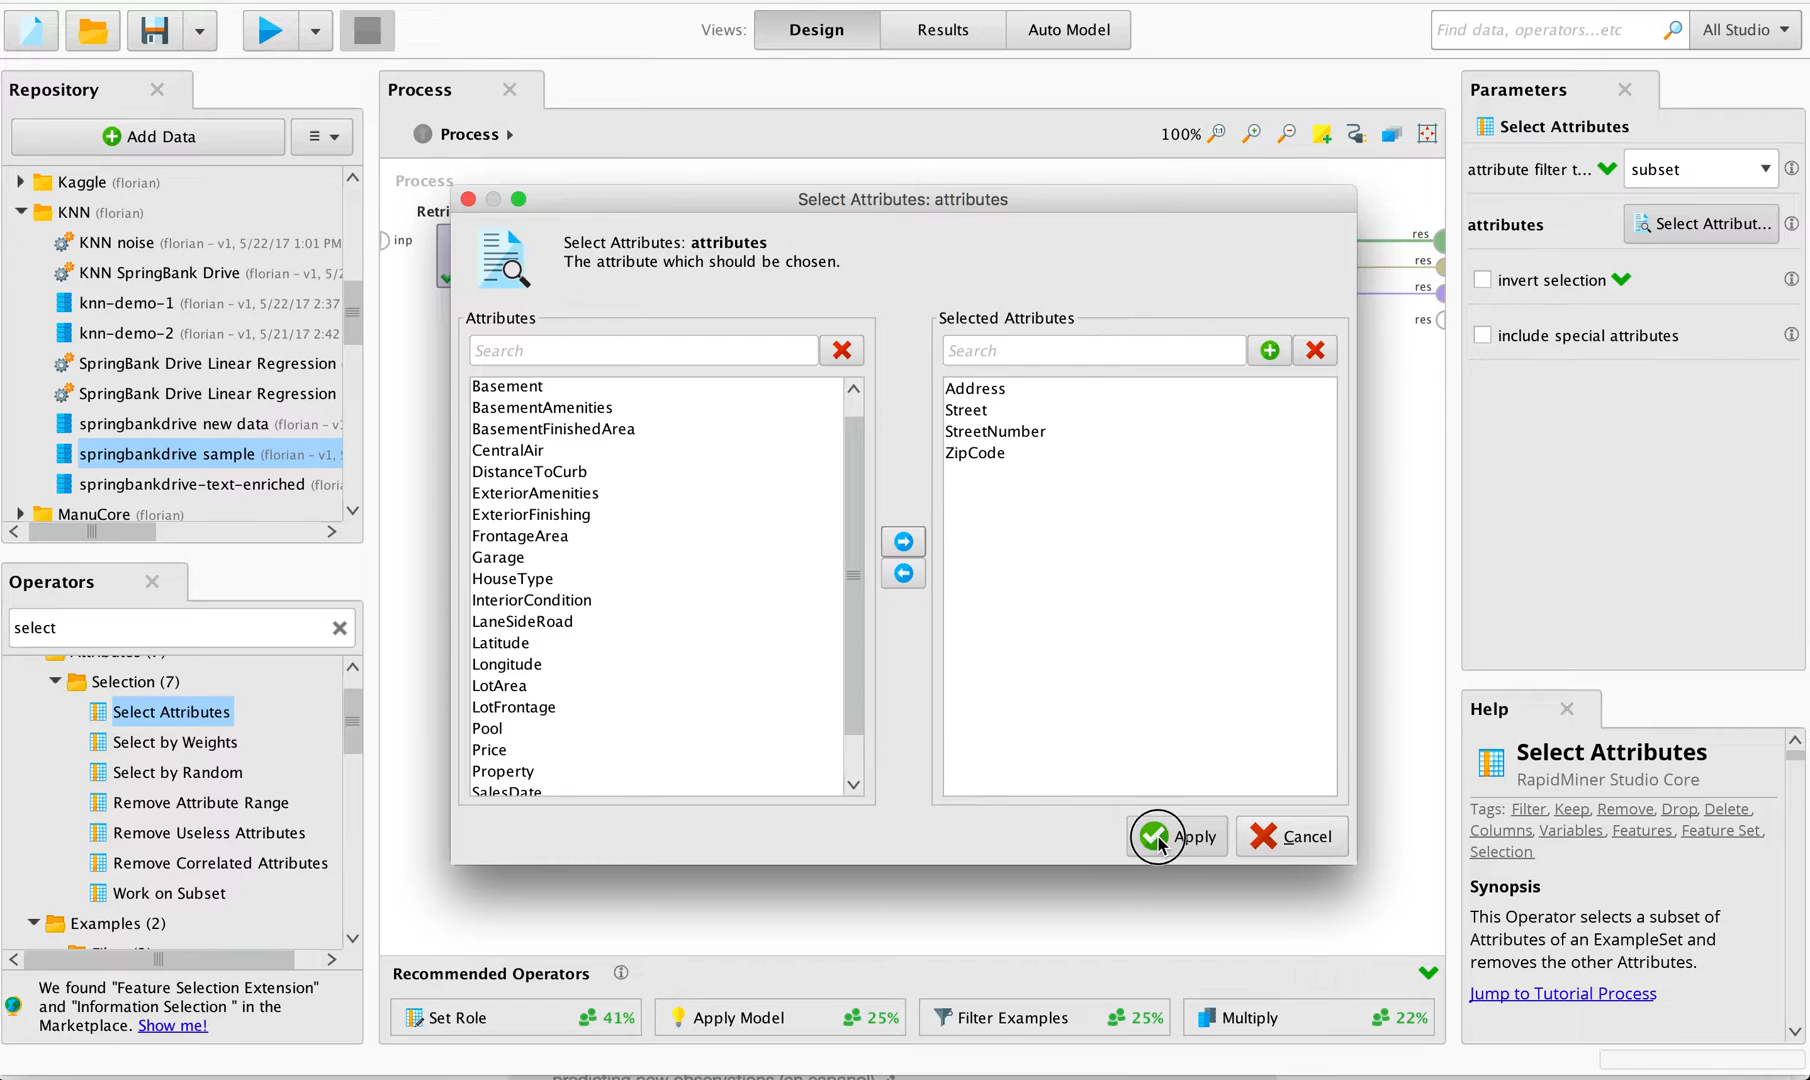 Views: Design Results Auto Model
Find data, operators...etc
All Studio
Repository
Add Data
Kaggle (florian)
KNN (florian)
KNN noise (florian – v1, 5/22/17 1:01 PM
KNN SpringBank Drive (florian – v1, 5/2
knn-demo-1 (florian – v1, 5/22/17 2:37
knn-demo-2 (florian – v1, 5/21/17 2:42
SpringBank Drive Linear Regression
SpringBank Drive Linear Regression
springbankdrive new data (florian – v
springbankdrive sample (florian – v1,
springbankdrive-text-enriched (flori
ManuCore (florian)
Operators
select
Selection (7)
Select Attributes
Select by Weights
Select by Random
Remove Attribute Range
Remove Useless Attributes
Remove Correlated Attributes
Work on Subset
Examples (2)
We found "Feature Selection Extension"
and "Information Selection " in the
Marketplace. Show me!
Process
Process
100%
Process
Retri
inp
res
res
res
res
Select Attributes: attributes
Select Attributes: attributes
The attribute which should be chosen.
Attributes
Search
Basement
BasementAmenities
BasementFinishedArea
CentralAir
DistanceToCurb
ExteriorAmenities
ExteriorFinishing
FrontageArea
Garage
HouseType
InteriorCondition
LaneSideRoad
Latitude
Longitude
LotArea
LotFrontage
Pool
Price
Property
SalesDate
Selected Attributes
Search
Address
Street
StreetNumber
ZipCode
Apply
Cancel
Recommended Operators
Set Role 41%
Apply Model 25%
Filter Examples 25%
Multiply 22%
Parameters
Select Attributes
attribute filter t... subset
attributes Select Attribut...
invert selection
include special attributes
Help
Select Attributes
RapidMiner Studio Core
Tags: Filter, Keep, Remove, Drop, Delete,
Columns, Variables, Features, Feature Set,
Selection
Synopsis
This Operator selects a subset of
Attributes of an ExampleSet and
removes the other Attributes.
Jump to Tutorial Process